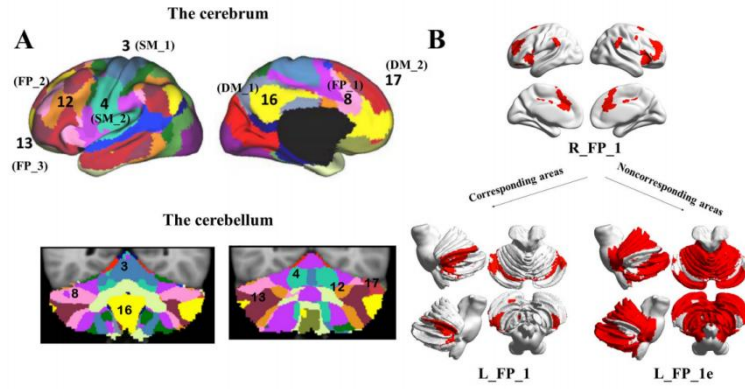 The cerebrum
A
B
3 (SM_1)
(FP_2)
12
4
(SM_2)
13
(FP_3)
(DM_1)
16
(FP_1)
8
(DM_2)
17
R_FP_1
Corresponding areas
Noncorresponding areas
The cerebellum
3
8
16
4
12
13
17
L_FP_1
L_FP_1e